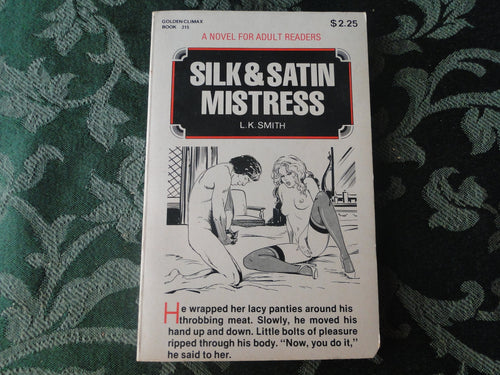 GOLDEN CLIMAX
BOOK 215
$2.25
A NOVEL FOR ADULT READERS
SILK & SATIN
MISTRESS
L.K. SMITH
He wrapped her lacy panties around his
throbbing meat. Slowly, he moved his
hand up and down. Little bolts of pleasure
ripped through his body. "Now, you do it,"
he said to her.